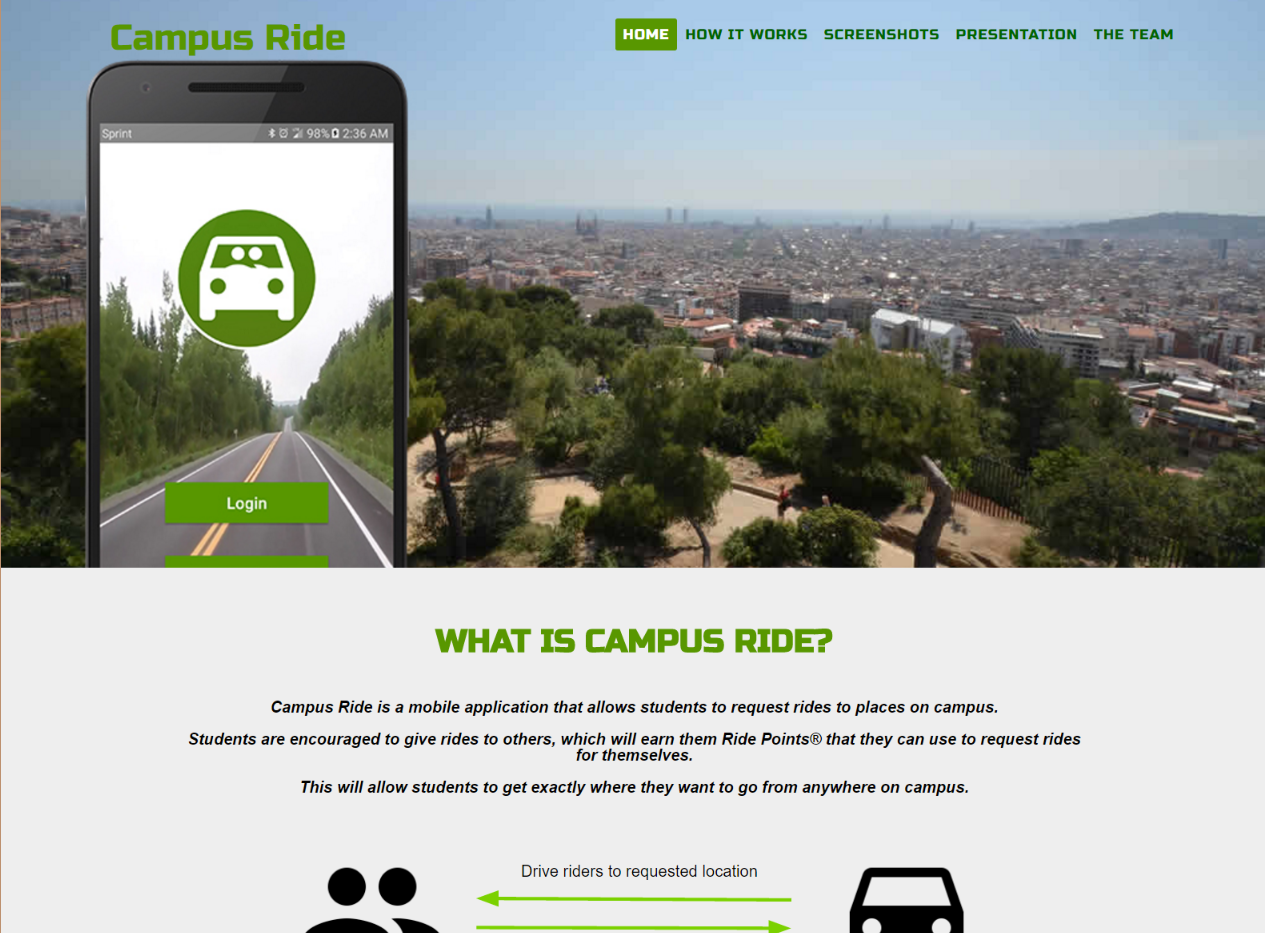 Campus Ride
HOME HOW IT WORKS SCREENSHOTS PRESENTATION THE TEAM
Sprint 98% 2:36 AM
Login
WHAT IS CAMPUS RIDE?
Campus Ride is a mobile application that allows students to request rides to places on campus.
Students are encouraged to give rides to others, which will earn them Ride Points® that they can use to request rides
for themselves.
This will allow students to get exactly where they want to go from anywhere on campus.
Drive riders to requested location